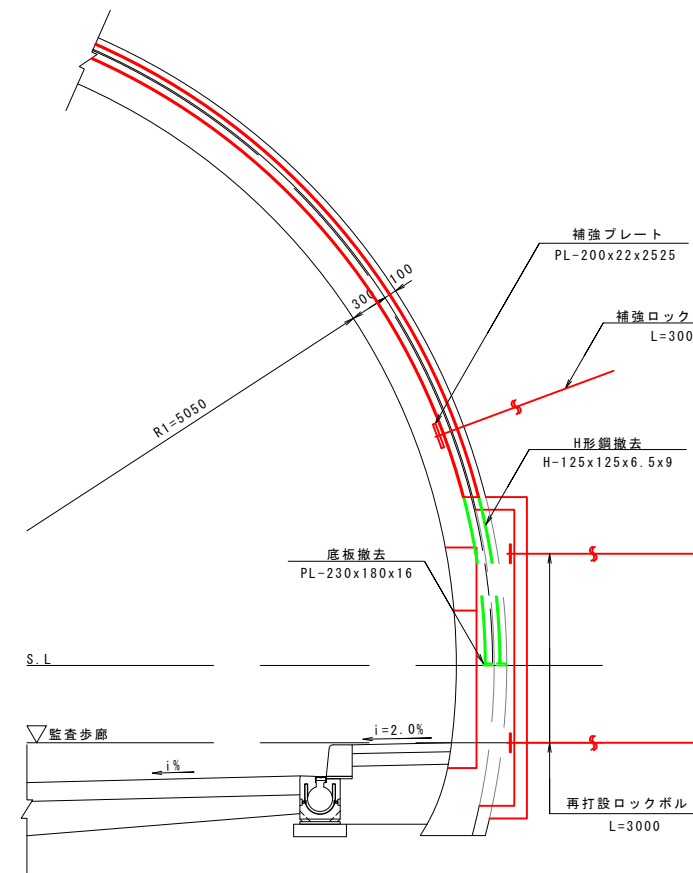 補強プレート
PL-200x22x2525
100
300
補強ロック
L=300
R1=5050
H形鋼撤去
H-125x125x6.5x9
底板撤去
PL-230x180x16
S.L
監査歩廊
i=2.0%
i%
再打設ロックボル
L=3000